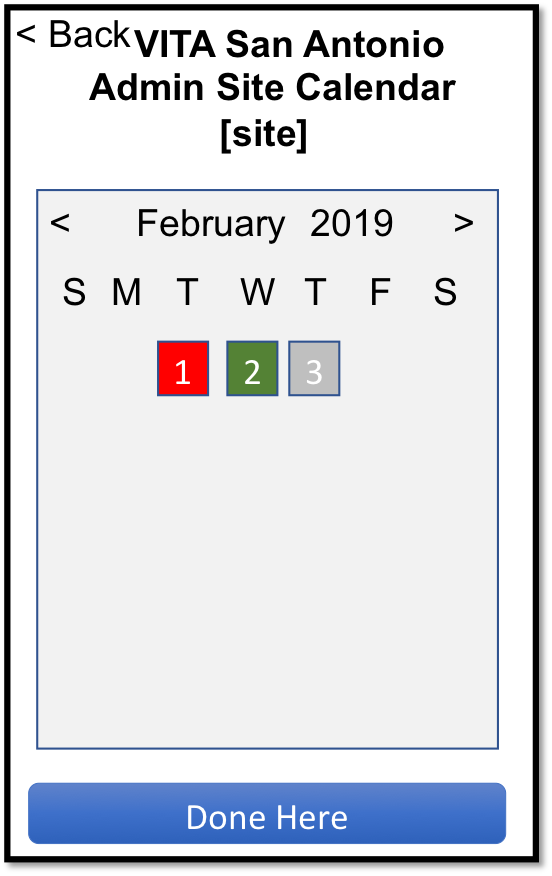 < Back
VITA San Antonio
Admin Site Calendar
[site]
< February 2019 >
S M T W T F S
1 2 3
Done Here